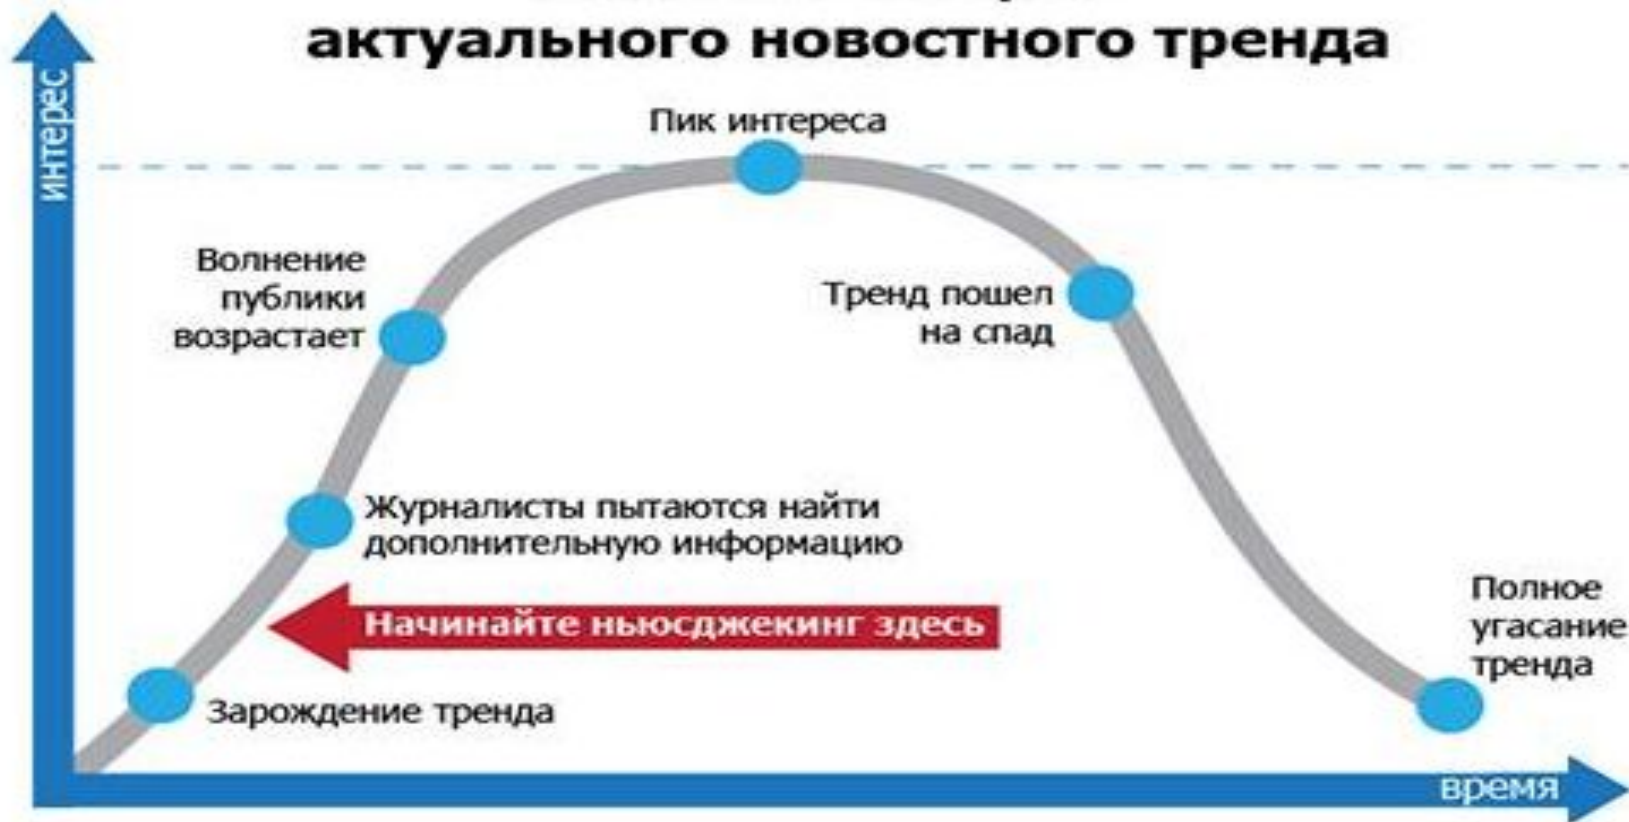 актуального новостного тренда
интерес
Пик интереса
Волнение
публики
возрастает
Тренд пошел
на спад
Журналисты пытаются найти
дополнительную информацию
Начинайте ньюсджекинг здесь
Полное
угасание
тренда
Зарождение тренда
время